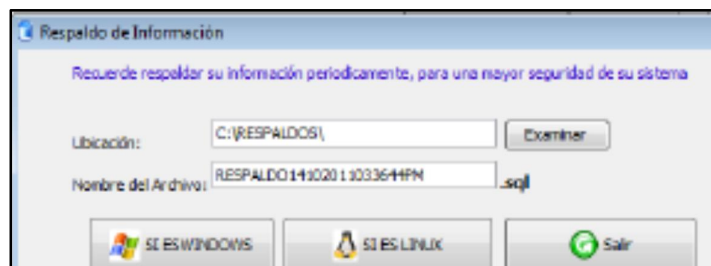 Respaldo de Información
Recuerde respaldar su información periodicamente, para una mayor seguridad de su sistema
Ubicación: C:\RESPALDOS\ Examinar
Nombre del Archivo: RESPALDO14102011033644PM .sql
SI ES WINDOWS SI ES LINUX Salir